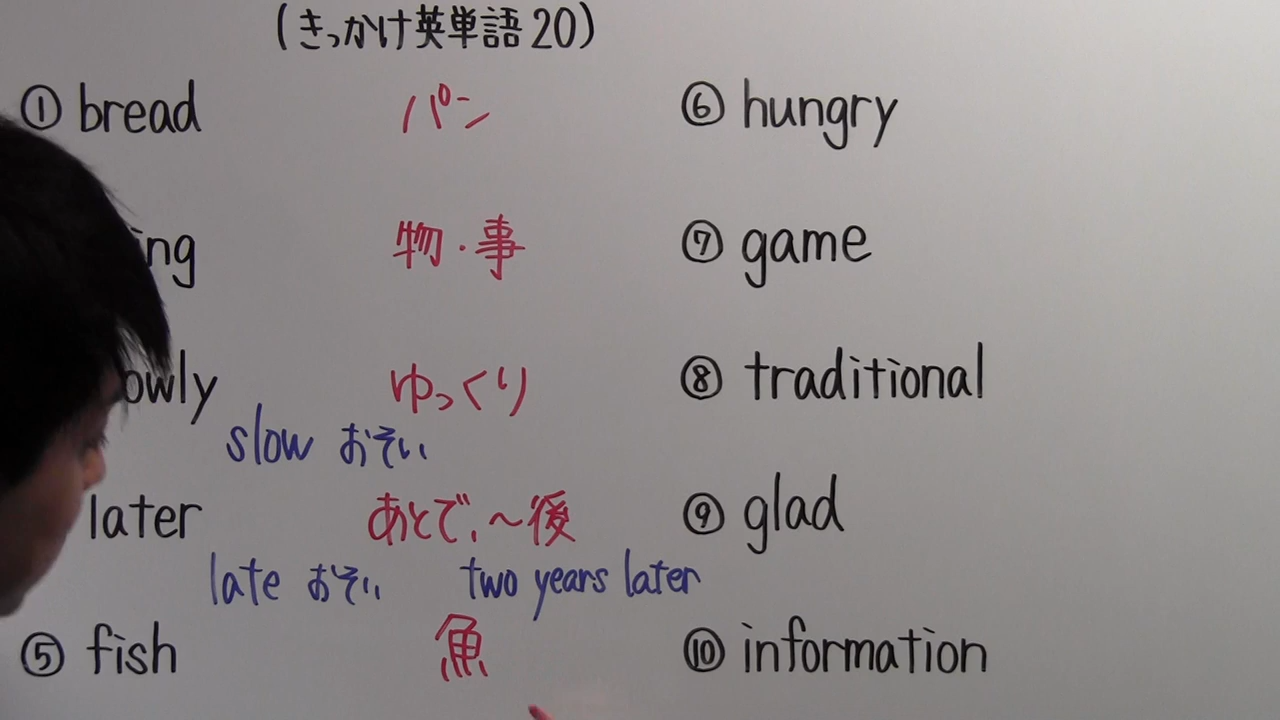 (きっかけ英単語20)
① bread パン
ing 物・事
owly ゆっくり
slow おそい
later あとで、〜後
late おそい two years later
⑤ fish 魚
⑥ hungry
⑦ game
⑧ traditional
⑨ glad
⑩ information